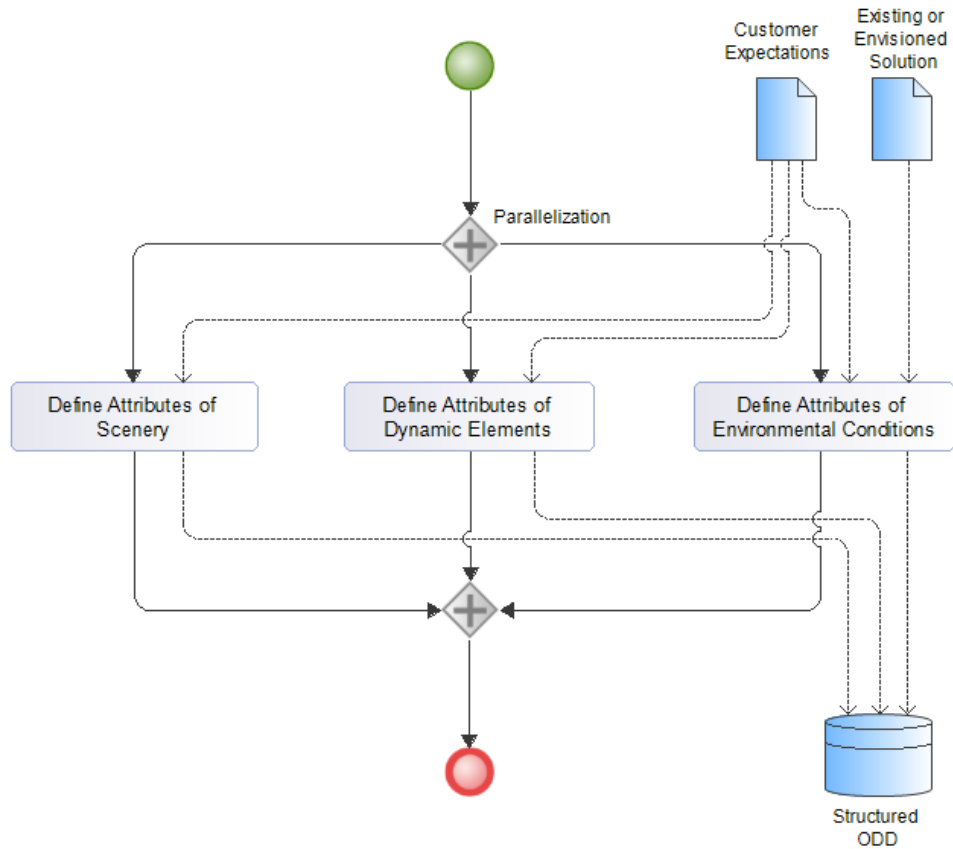 Customer
Expectations
Existing or
Envisioned
Solution
Parallelization
Define Attributes of
Scenery
Define Attributes of
Dynamic Elements
Define Attributes of
Environmental Conditions
Structured
ODD